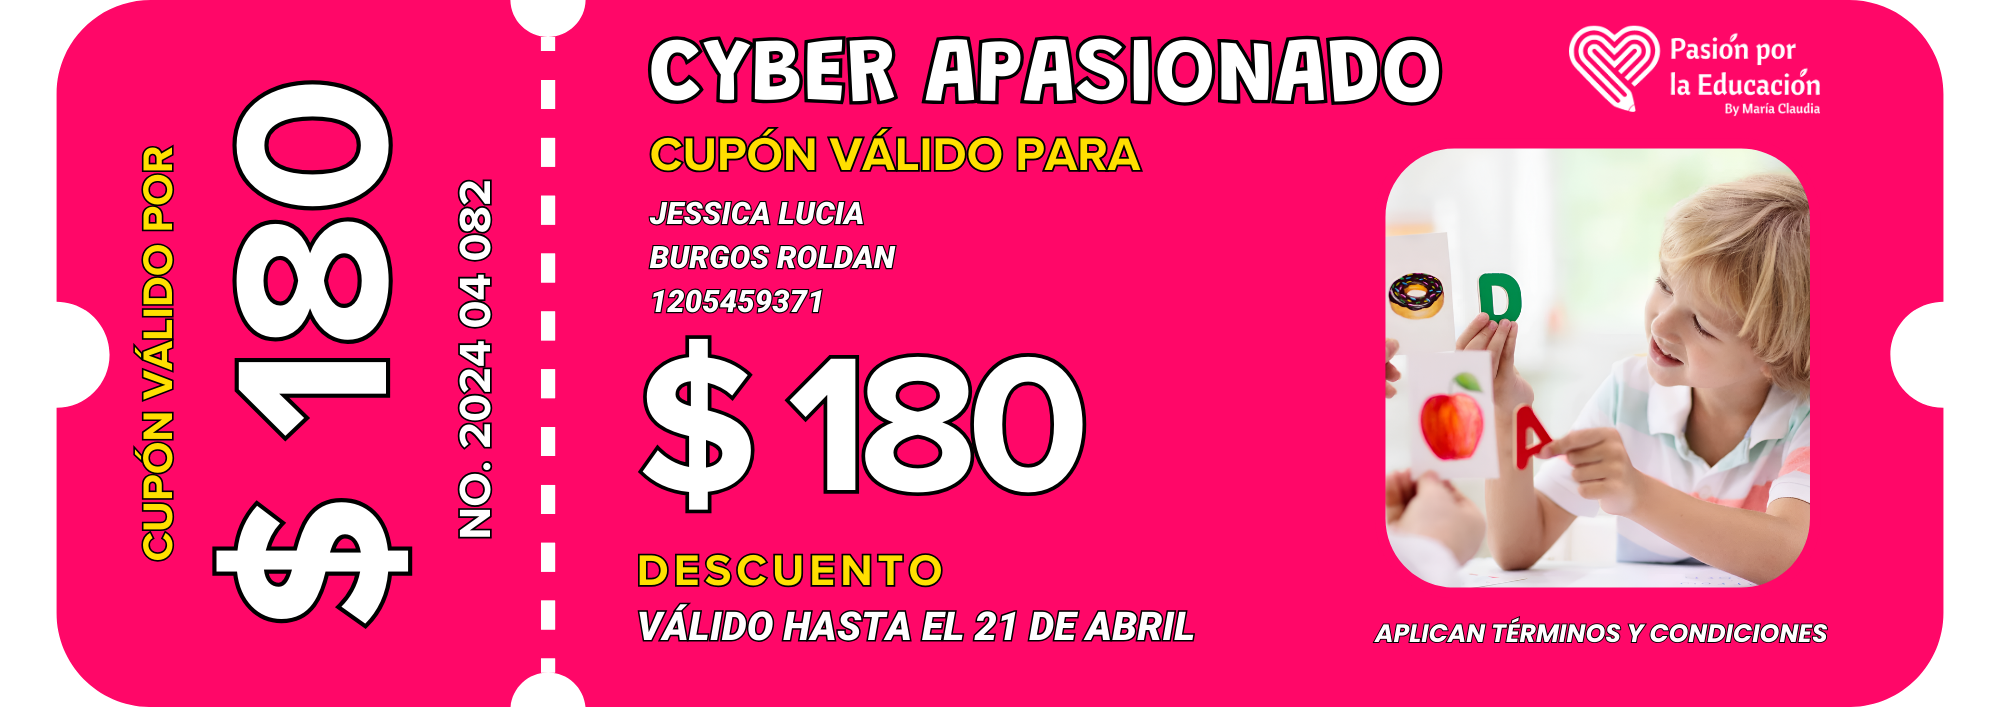 CUPÓN VÁLIDO POR
$ 180
NO. 2024 04 082
CYBER APASIONADO
CUPÓN VÁLIDO PARA
JESSICA LUCIA
BURGOS ROLDAN
1205459371
$ 180
DESCUENTO
VÁLIDO HASTA EL 21 DE ABRIL
Pasión por
la Educación
By María Claudia
D
A
APLICAN TÉRMINOS Y CONDICIONES